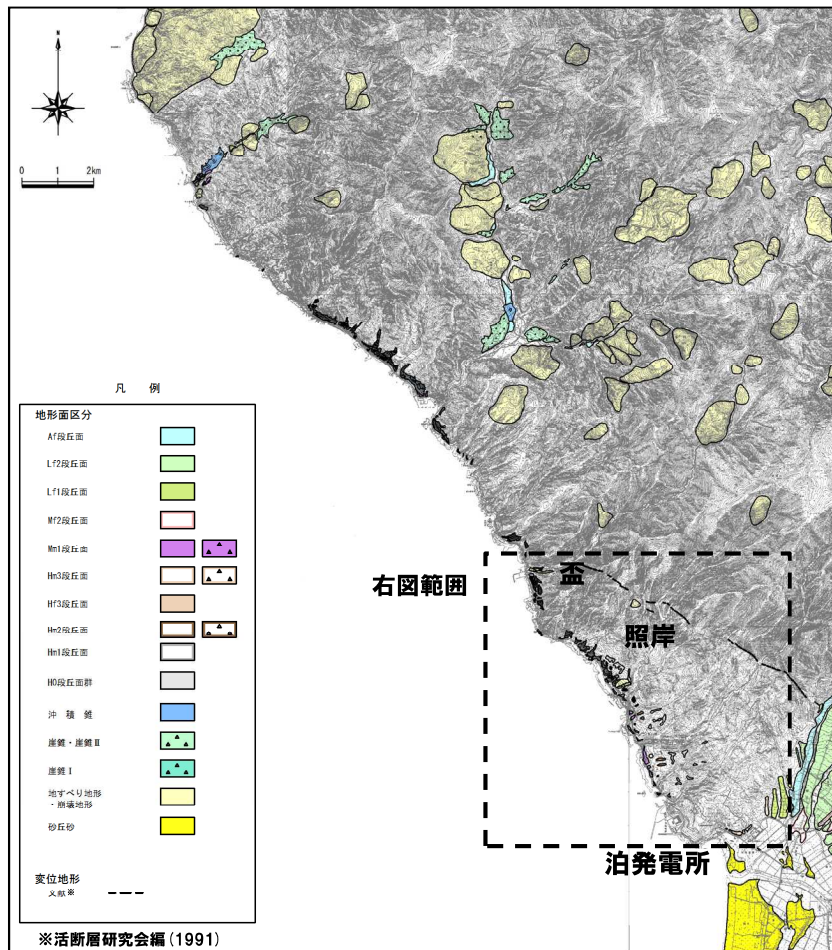 N
0 1 2km
凡 例
地形面区分
Af段丘面
Lf2段丘面
Lf1段丘面
Mf2段丘面
Mm1段丘面
Hm3段丘面
Hf3段丘面
Hm2段丘面
Hm1段丘面
H0段丘面群
沖 積 錐
崖錐・崖錐Ⅱ
崖錐Ⅰ
地すべり地形
・崩壊地形
砂丘砂
変位地形
文献※
※活断層研究会編(1991)
右図範囲
盃
照岸
泊発電所